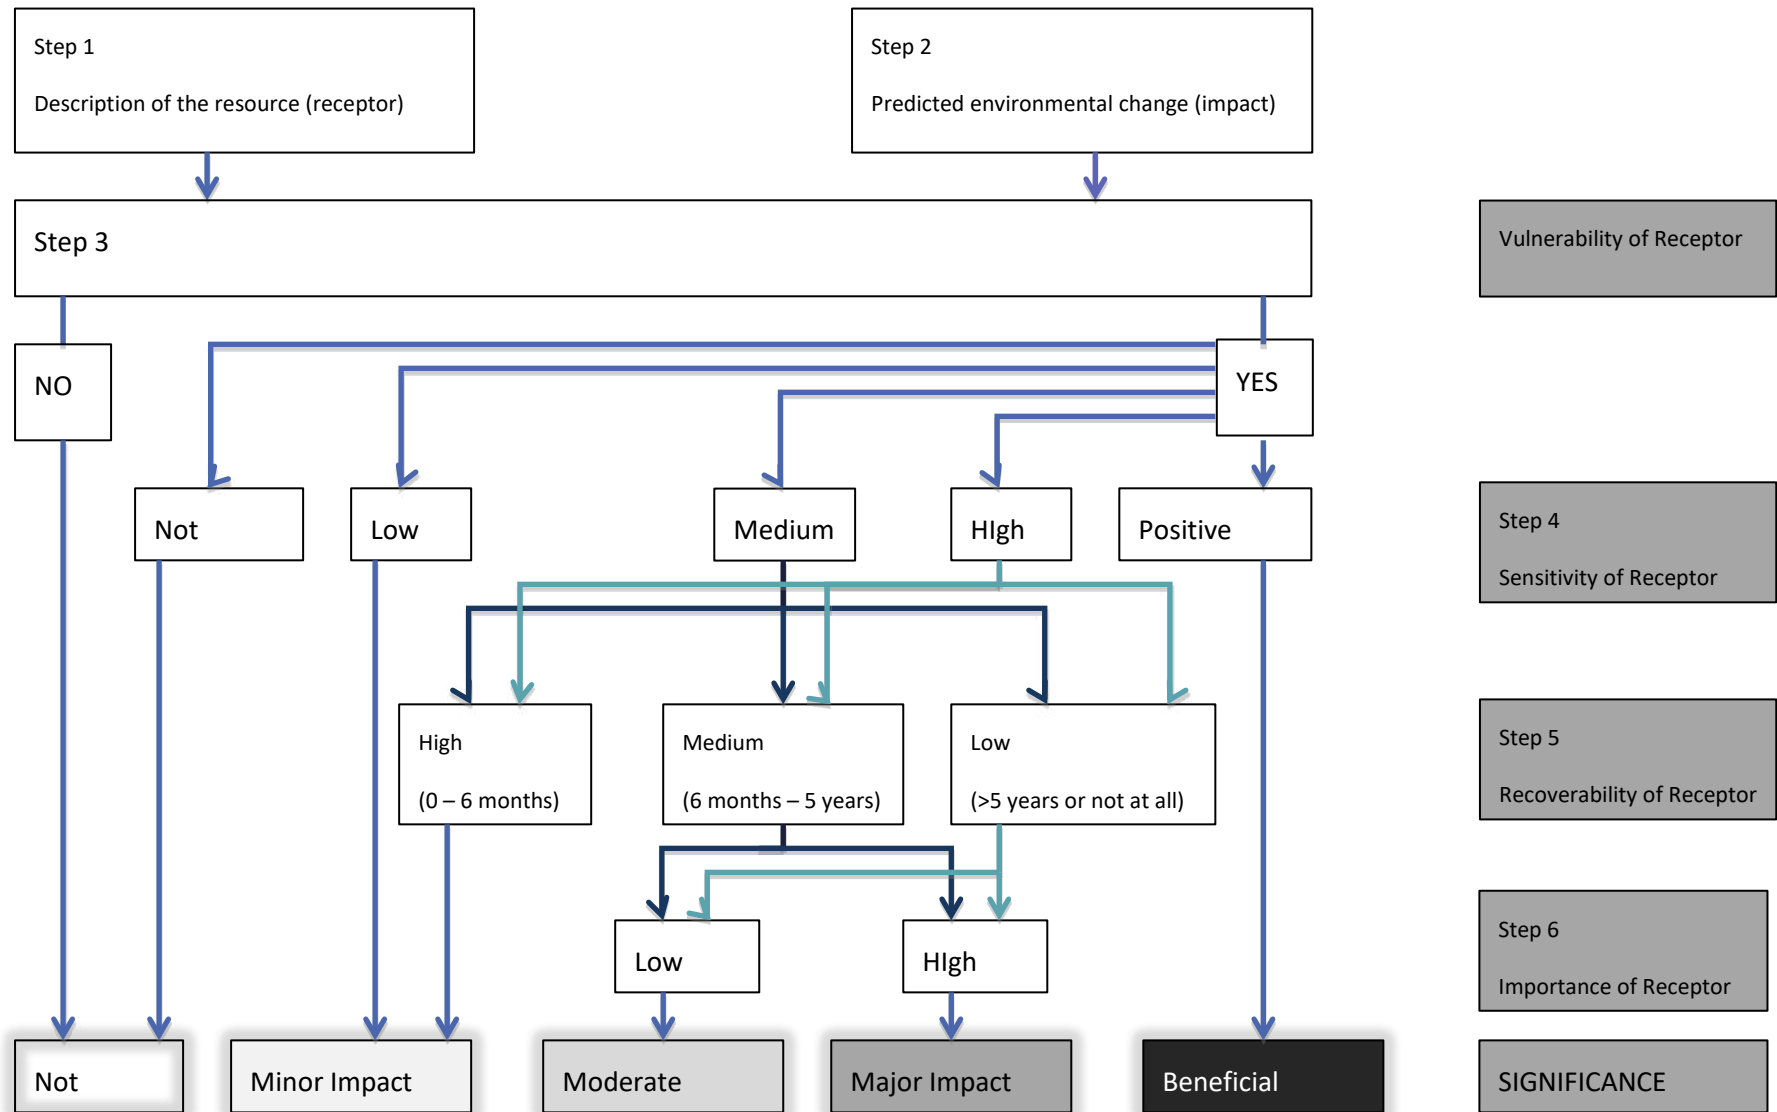 Step 1
Description of the resource (receptor)
Step 2
Predicted environmental change (impact)
Step 3
Vulnerability of Receptor
NO
YES
Not
Low
Medium
HIgh
Positive
Step 4
Sensitivity of Receptor
High
(0 – 6 months)
Medium
(6 months – 5 years)
Low
(>5 years or not at all)
Step 5
Recoverability of Receptor
Low
HIgh
Step 6
Importance of Receptor
Not
Minor Impact
Moderate
Major Impact
Beneficial
SIGNIFICANCE